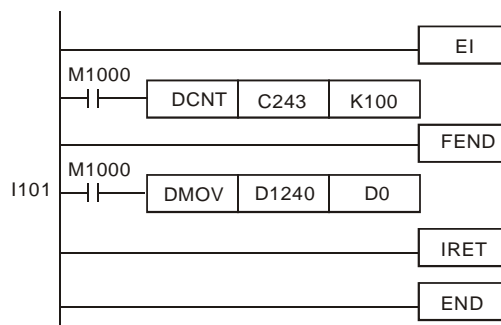 EI
M1000
DCNT C243 K100
FEND
M1000
I101 DMOV D1240 D0
IRET
END